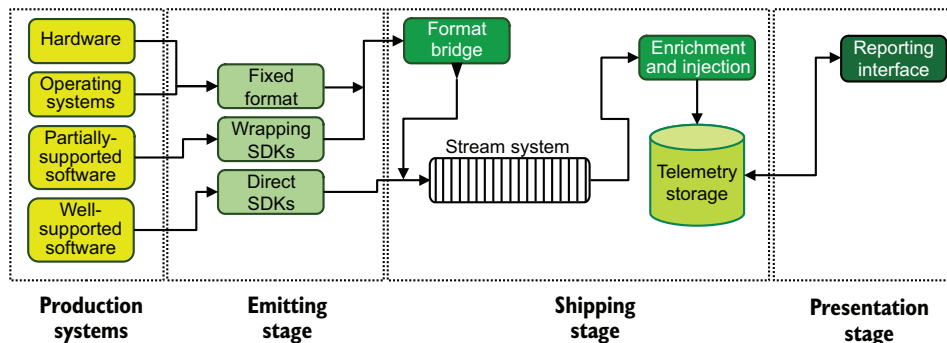 Hardware
Operating
systems
Partially-
supported
software
Well-
supported
software
Fixed
format
Wrapping
SDKs
Direct
SDKs
Format
bridge
Stream system
Enrichment
and injection
Telemetry
storage
Reporting
interface
Production
systems
Emitting
stage
Shipping
stage
Presentation
stage